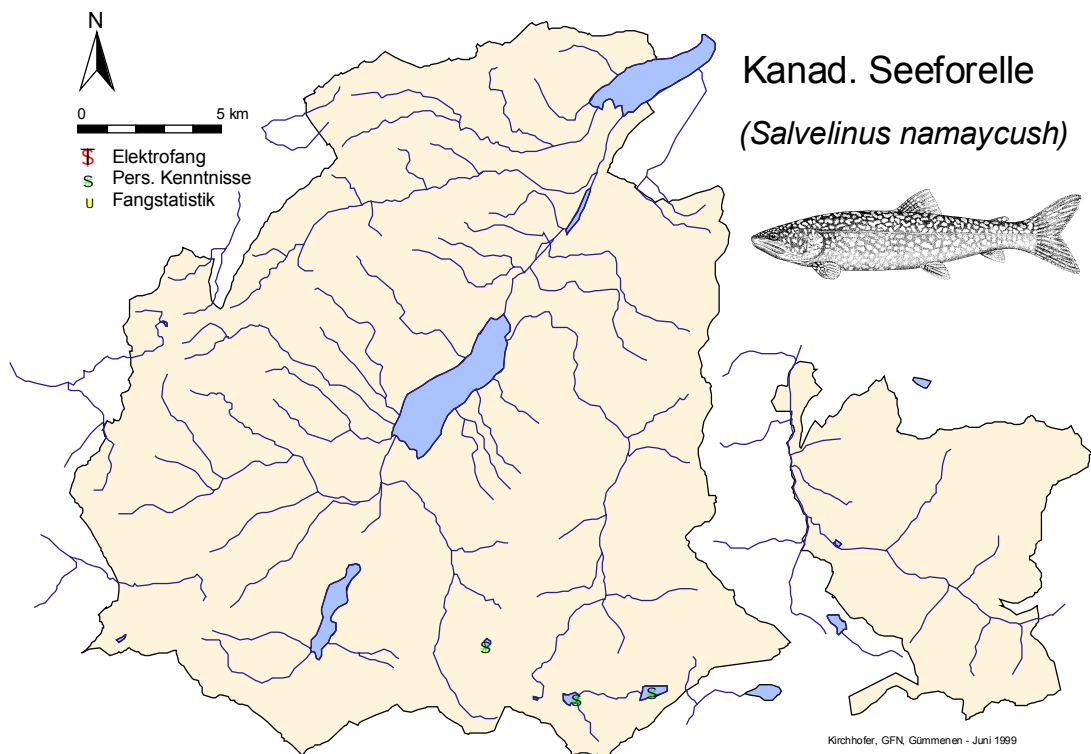 N
0 5 km
Elektrofang
S Pers. Kenntnisse
u Fangstatistik
Kanad. Seeforelle
(Salvelinus namaycush)
S
S
S
Kirchhofer, GFN, Gümmenen - Juni 1999